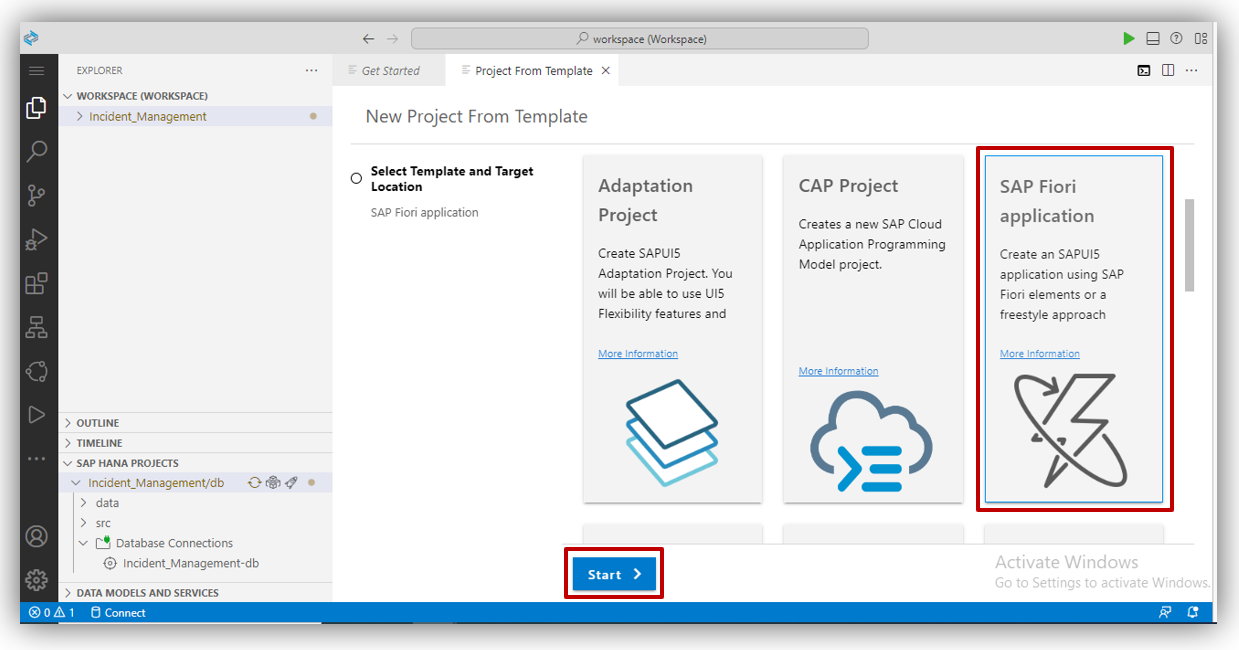 workspace (Workspace)
EXPLORER
WORKSPACE (WORKSPACE)
Incident_Management
OUTLINE
TIMELINE
SAP HANA PROJECTS
Incident_Management/db
data
src
Database Connections
Incident_Management-db
DATA MODELS AND SERVICES
Get Started
Project From Template
New Project From Template
Select Template and Target
Location
SAP Fiori application
Adaptation
Project
Create SAPUI5
Adaptation Project. You
will be able to use UI5
Flexibility features and
More Information
CAP Project
Creates a new SAP Cloud
Application Programming
Model project.
More Information
SAP Fiori
application
Create an SAPUI5
application using SAP
Fiori elements or a
freestyle approach
More Information
Start
Activate Windows
Go to Settings to activate Windows.
0 1 Connect